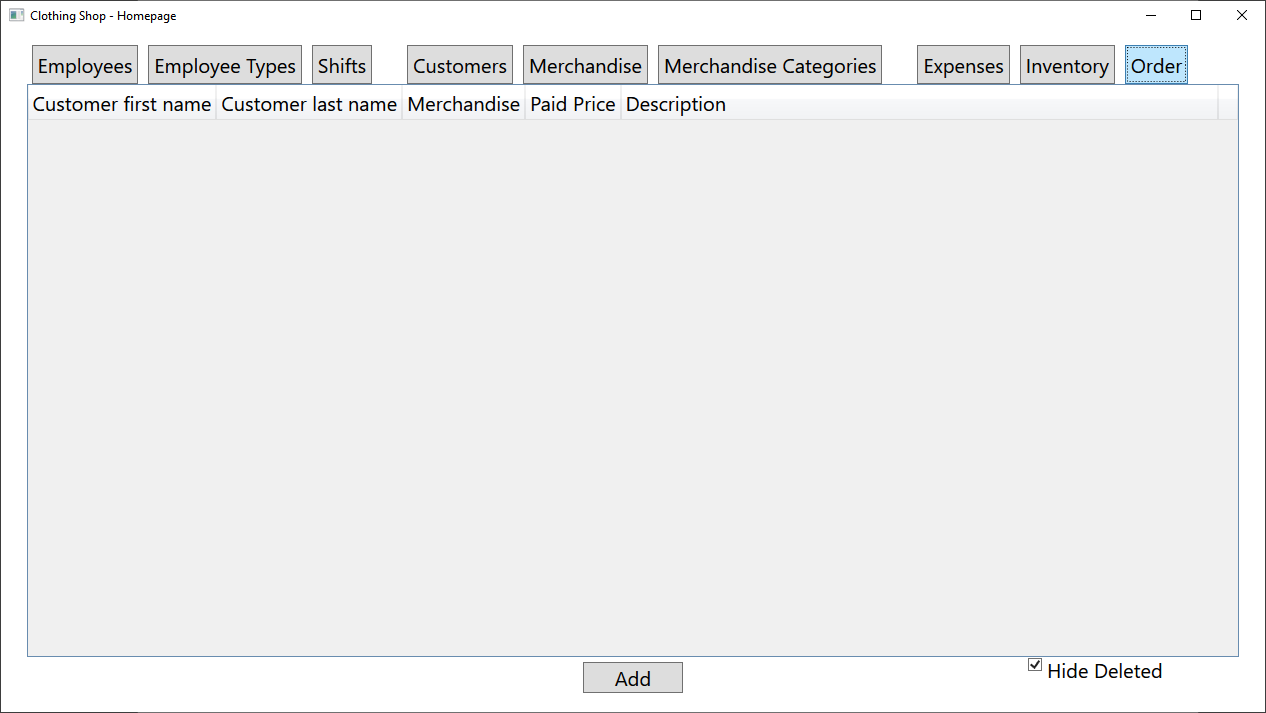 Clothing Shop - Homepage
Employees Employee Types Shifts Customers Merchandise Merchandise Categories Expenses Inventory Order
Customer first name Customer last name Merchandise Paid Price Description
Add
Hide Deleted